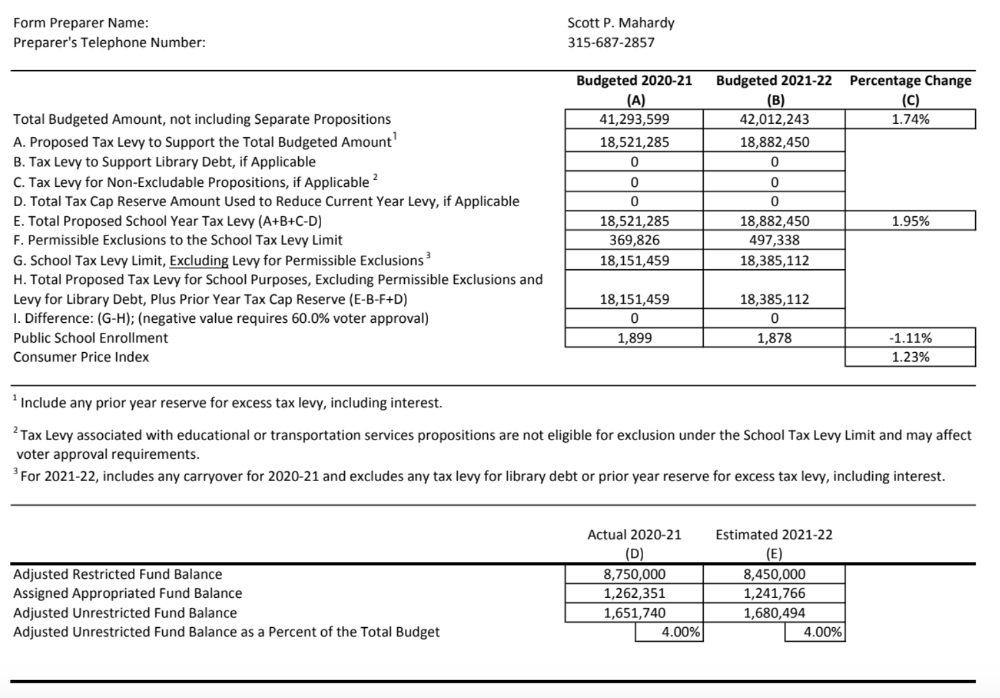 Form Preparer Name: Scott P. Mahardy
Preparer's Telephone Number: 315-687-2857
Budgeted 2020-21 Budgeted 2021-22 Percentage Change
(A) (B) (C)
Total Budgeted Amount, not including Separate Propositions 41,293,599 42,012,243 1.74%
A. Proposed Tax Levy to Support the Total Budgeted Amount¹ 18,521,285 18,882,450
B. Tax Levy to Support Library Debt, if Applicable 0 0
C. Tax Levy for Non-Excludable Propositions, if Applicable ² 0 0
D. Total Tax Cap Reserve Amount Used to Reduce Current Year Levy, if Applicable 0 0
E. Total Proposed School Year Tax Levy (A+B+C-D) 18,521,285 18,882,450 1.95%
F. Permissible Exclusions to the School Tax Levy Limit 369,826 497,338
G. School Tax Levy Limit, Excluding Levy for Permissible Exclusions ³ 18,151,459 18,385,112
H. Total Proposed Tax Levy for School Purposes, Excluding Permissible Exclusions and
Levy for Library Debt, Plus Prior Year Tax Cap Reserve (E-B-F+D) 18,151,459 18,385,112
I. Difference: (G-H); (negative value requires 60.0% voter approval) 0 0
Public School Enrollment 1,899 1,878 -1.11%
Consumer Price Index 1.23%
¹ Include any prior year reserve for excess tax levy, including interest.
² Tax Levy associated with educational or transportation services propositions are not eligible for exclusion under the School Tax Levy Limit and may affect
voter approval requirements.
³ For 2021-22, includes any carryover for 2020-21 and excludes any tax levy for library debt or prior year reserve for excess tax levy, including interest.
Actual 2020-21 Estimated 2021-22
(D) (E)
Adjusted Restricted Fund Balance 8,750,000 8,450,000
Assigned Appropriated Fund Balance 1,262,351 1,241,766
Adjusted Unrestricted Fund Balance 1,651,740 1,680,494
Adjusted Unrestricted Fund Balance as a Percent of the Total Budget 4.00% 4.00%